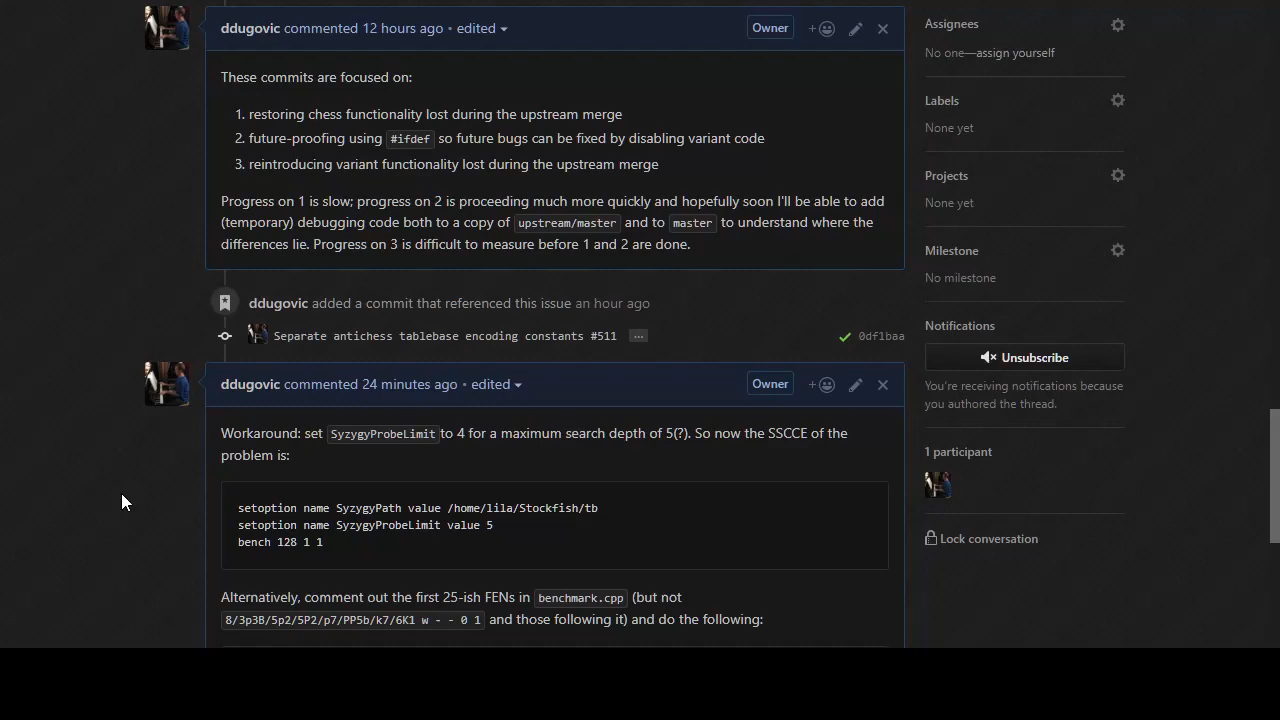 ddugovic commented 12 hours ago • edited
Owner
These commits are focused on:
1. restoring chess functionality lost during the upstream merge
2. future-proofing using #ifdef so future bugs can be fixed by disabling variant code
3. reintroducing variant functionality lost during the upstream merge
Progress on 1 is slow; progress on 2 is proceeding much more quickly and hopefully soon I'll be able to add
(temporary) debugging code both to a copy of upstream/master and to master to understand where the
differences lie. Progress on 3 is difficult to measure before 1 and 2 are done.
ddugovic added a commit that referenced this issue an hour ago
Separate antichess tablebase encoding constants #511 ...
0df1baa
ddugovic commented 24 minutes ago • edited
Owner
Workaround: set SyzygyProbeLimit to 4 for a maximum search depth of 5(?). So now the SSCCE of the
problem is:
setoption name SyzygyPath value /home/lila/Stockfish/tb
setoption name SyzygyProbeLimit value 5
bench 128 1 1
Alternatively, comment out the first 25-ish FENs in benchmark.cpp (but not
8/3p3B/5p2/5P2/p7/PP5b/k7/6K1 w - - 0 1 and those following it) and do the following:
Assignees
No one—assign yourself
Labels
None yet
Projects
None yet
Milestone
No milestone
Notifications
Unsubscribe
You're receiving notifications because
you authored the thread.
1 participant
Lock conversation